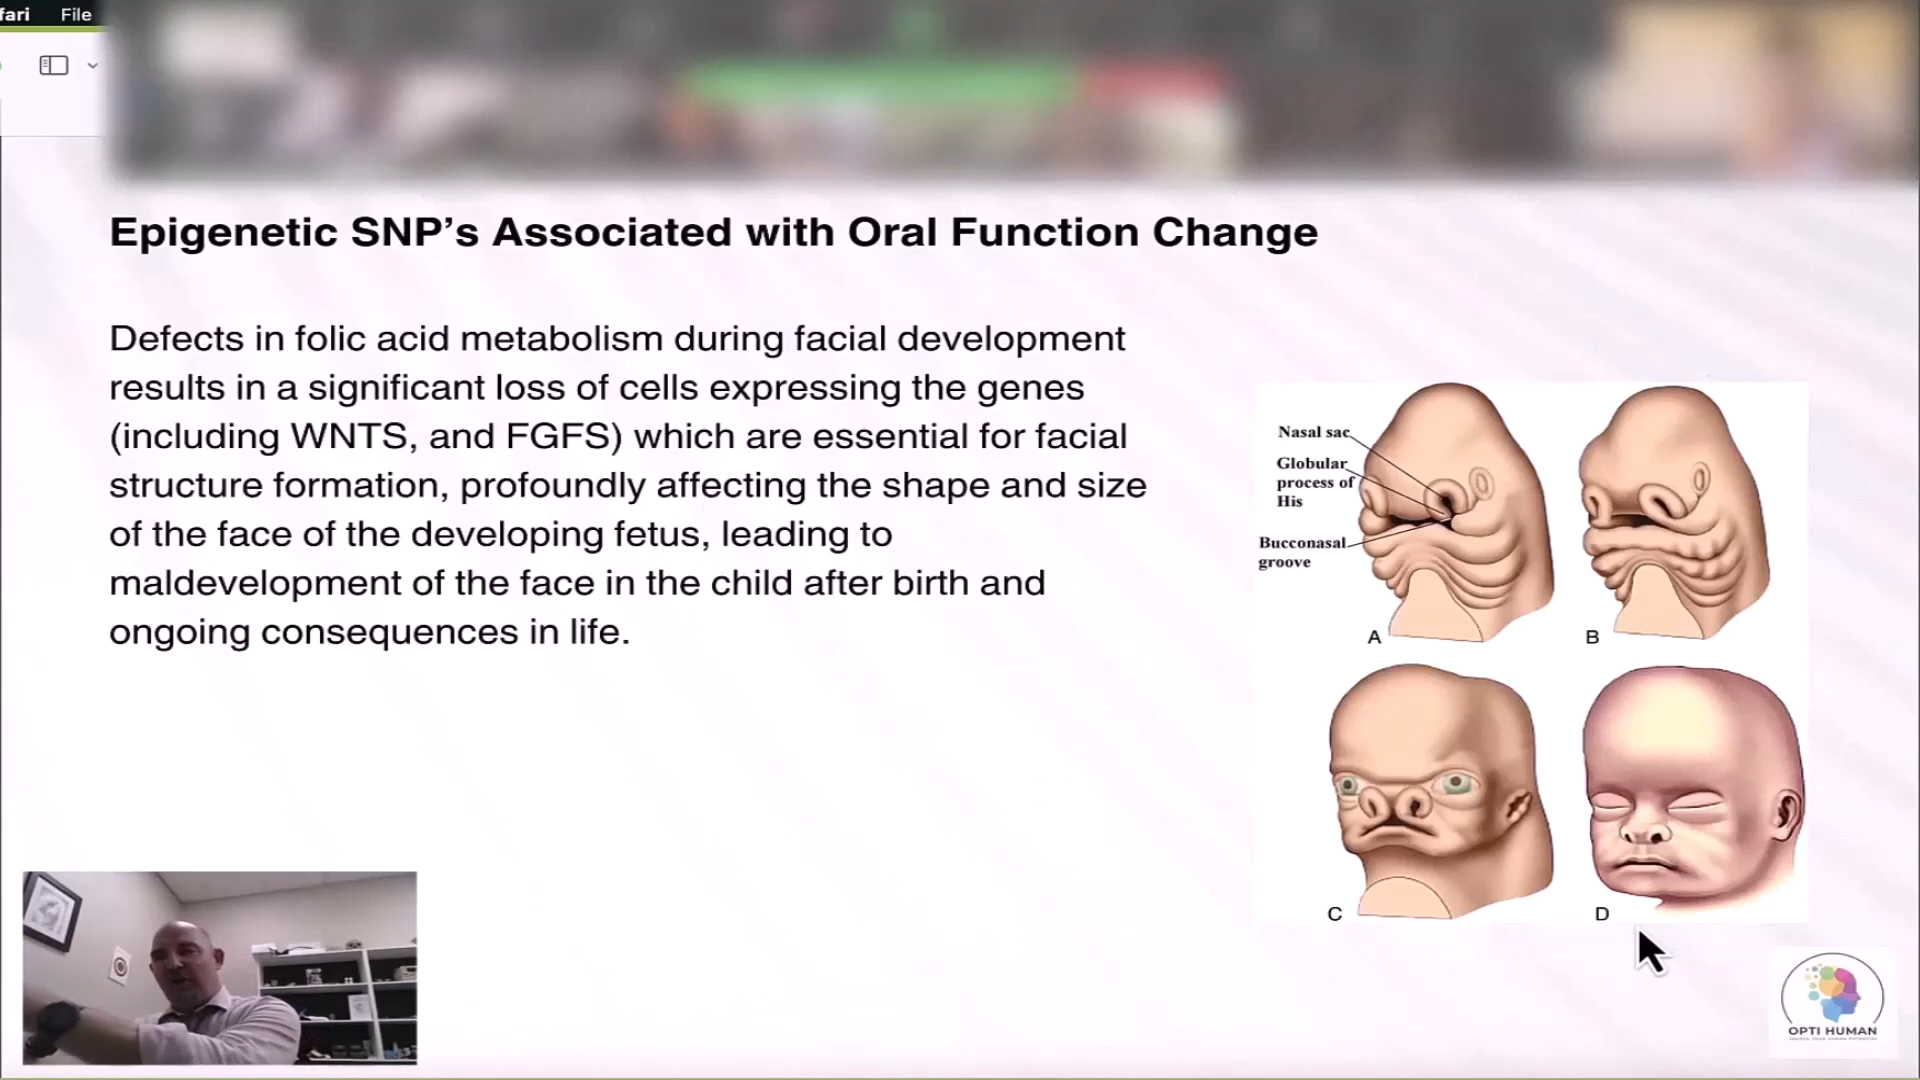 fari File
Epigenetic SNP’s Associated with Oral Function Change
Defects in folic acid metabolism during facial development
results in a significant loss of cells expressing the genes
(including WNTS, and FGFS) which are essential for facial
structure formation, profoundly affecting the shape and size
of the face of the developing fetus, leading to
maldevelopment of the face in the child after birth and
ongoing consequences in life.
Nasal sac
Globular
process of
His
Bucconasal
groove
A
B
C
D
OPTI HUMAN